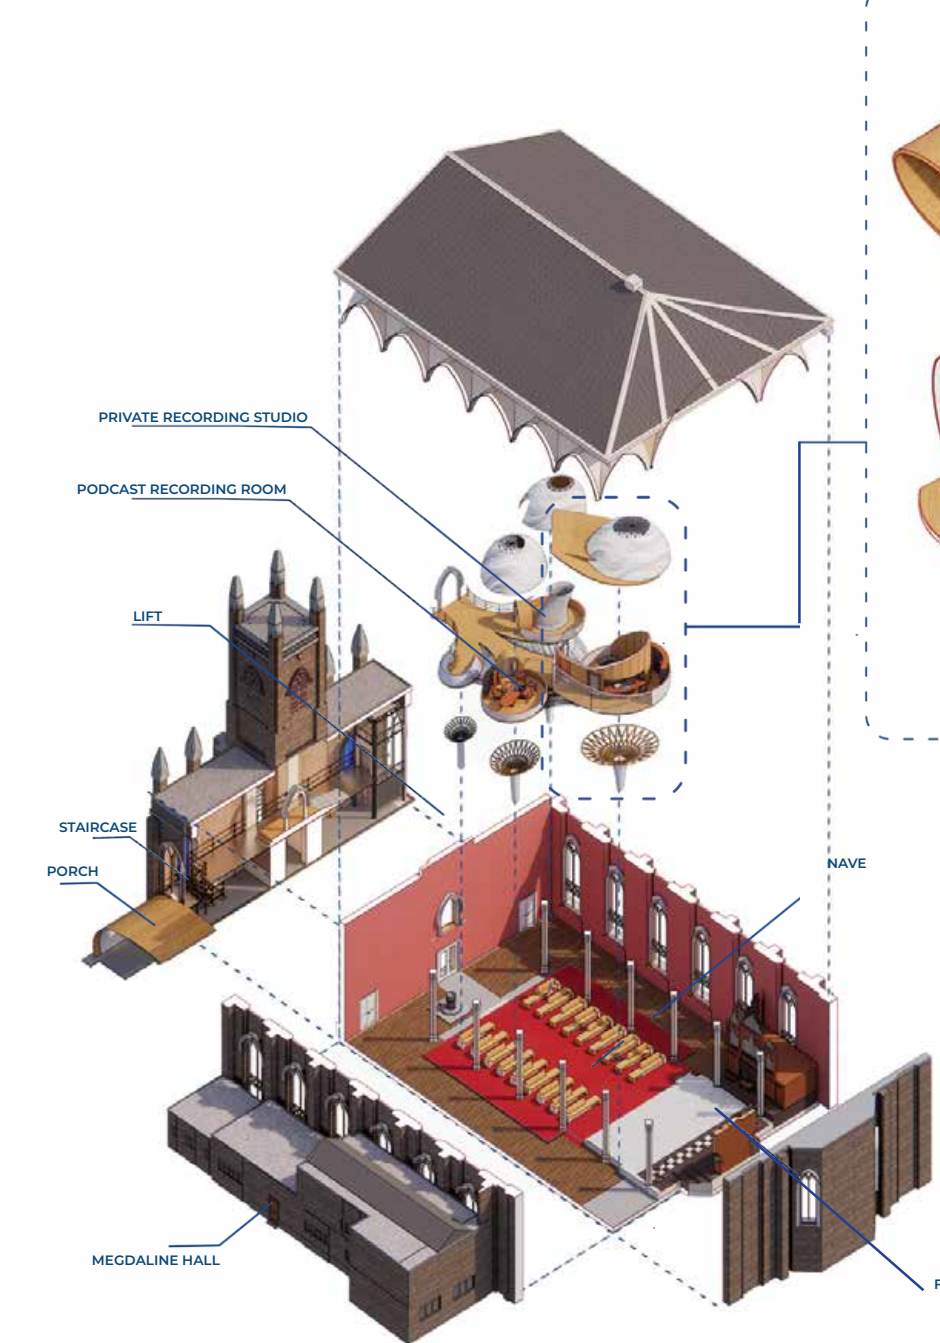 PRIVATE RECORDING STUDIO
PODCAST RECORDING ROOM
LIFT
STAIRCASE
NAVE
PORCH
MEGDALINE HALL
F